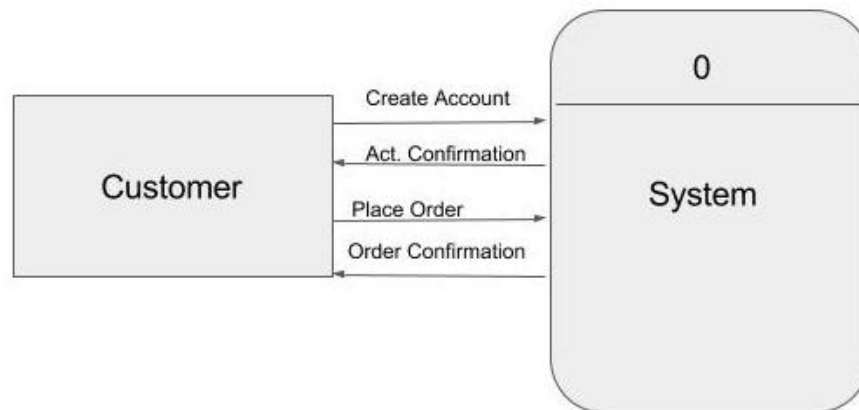 0
Create Account
Act. Confirmation
Customer
System
Place Order
Order Confirmation